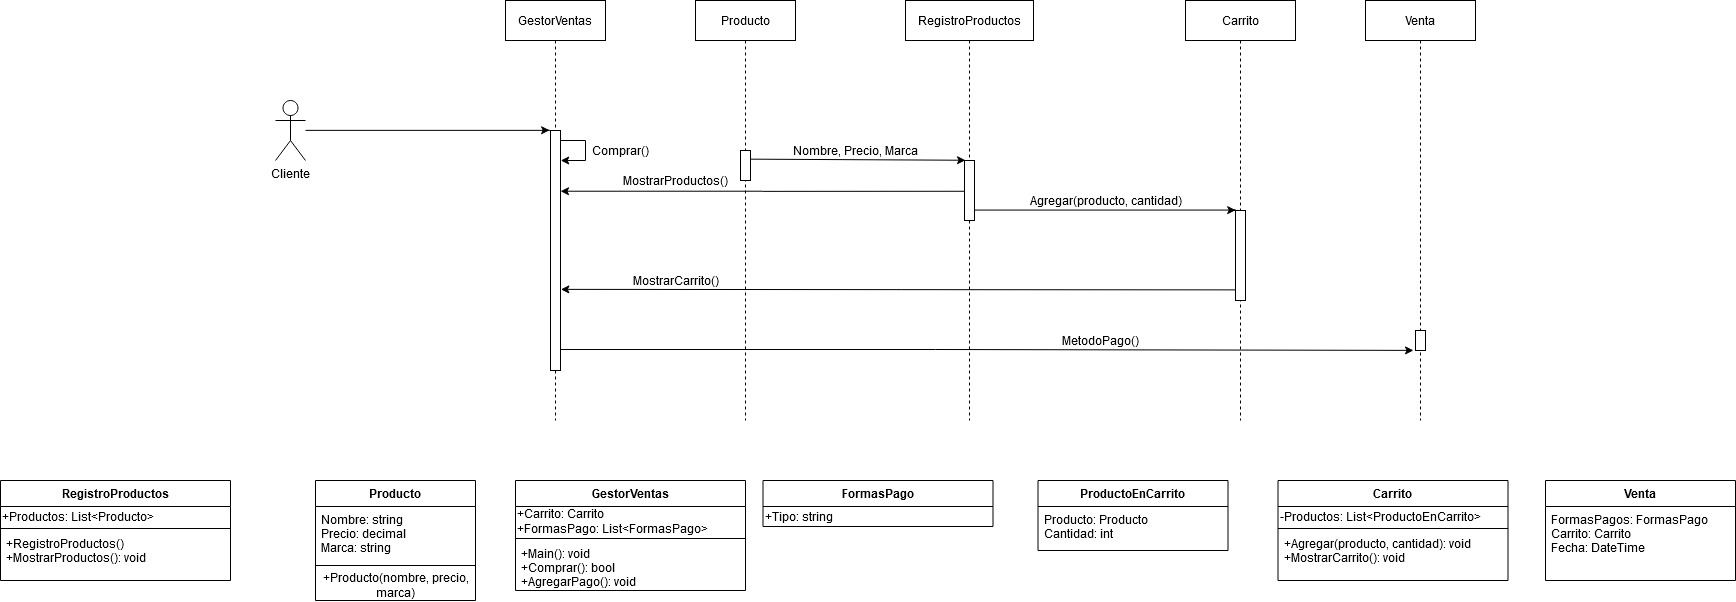 GestorVentas
Producto
RegistroProductos
Carrito
Venta
Cliente
Comprar()
Nombre, Precio, Marca
MostrarProductos()
Agregar(producto, cantidad)
MostrarCarrito()
MetodoPago()
RegistroProductos
+Productos: List<Producto>
+RegistroProductos()
+MostrarProductos(): void
Producto
Nombre: string
Precio: decimal
Marca: string
+Producto(nombre, precio,
marca)
GestorVentas
+Carrito: Carrito
+FormasPago: List<FormasPago>
+Main(): void
+Comprar(): bool
+AgregarPago(): void
FormasPago
+Tipo: string
ProductoEnCarrito
Producto: Producto
Cantidad: int
Carrito
-Productos: List<ProductoEnCarrito>
+Agregar(producto, cantidad): void
+MostrarCarrito(): void
Venta
FormasPagos: FormasPago
Carrito: Carrito
Fecha: DateTime